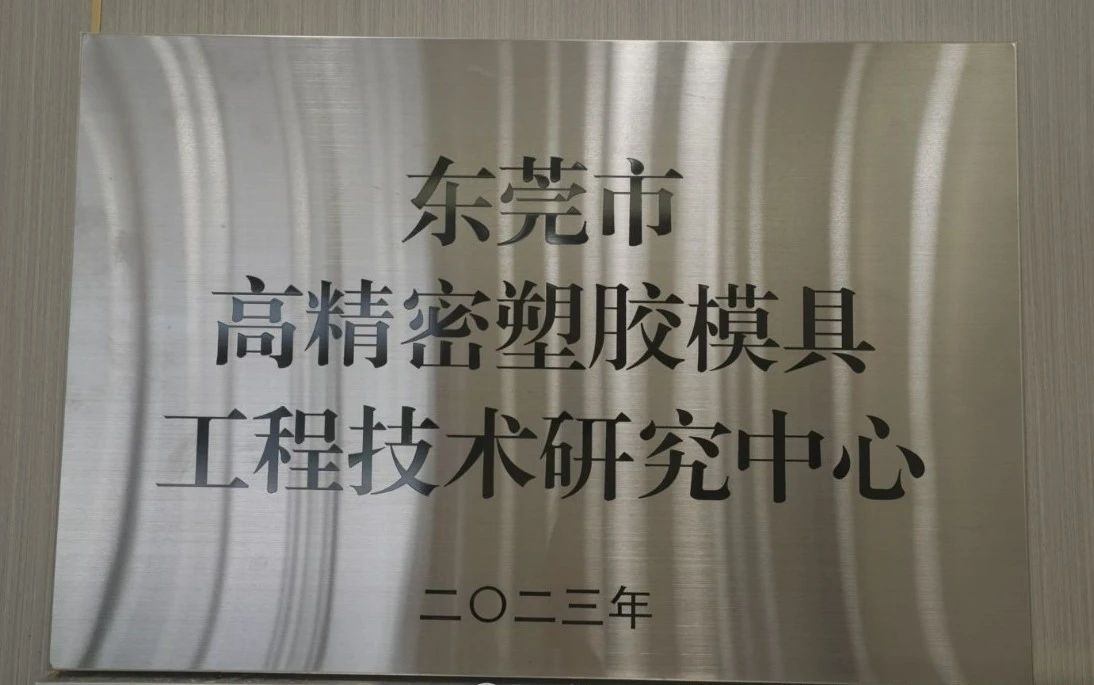 东莞市
高精密塑胶模具
工程技术研究中心
二〇二三年